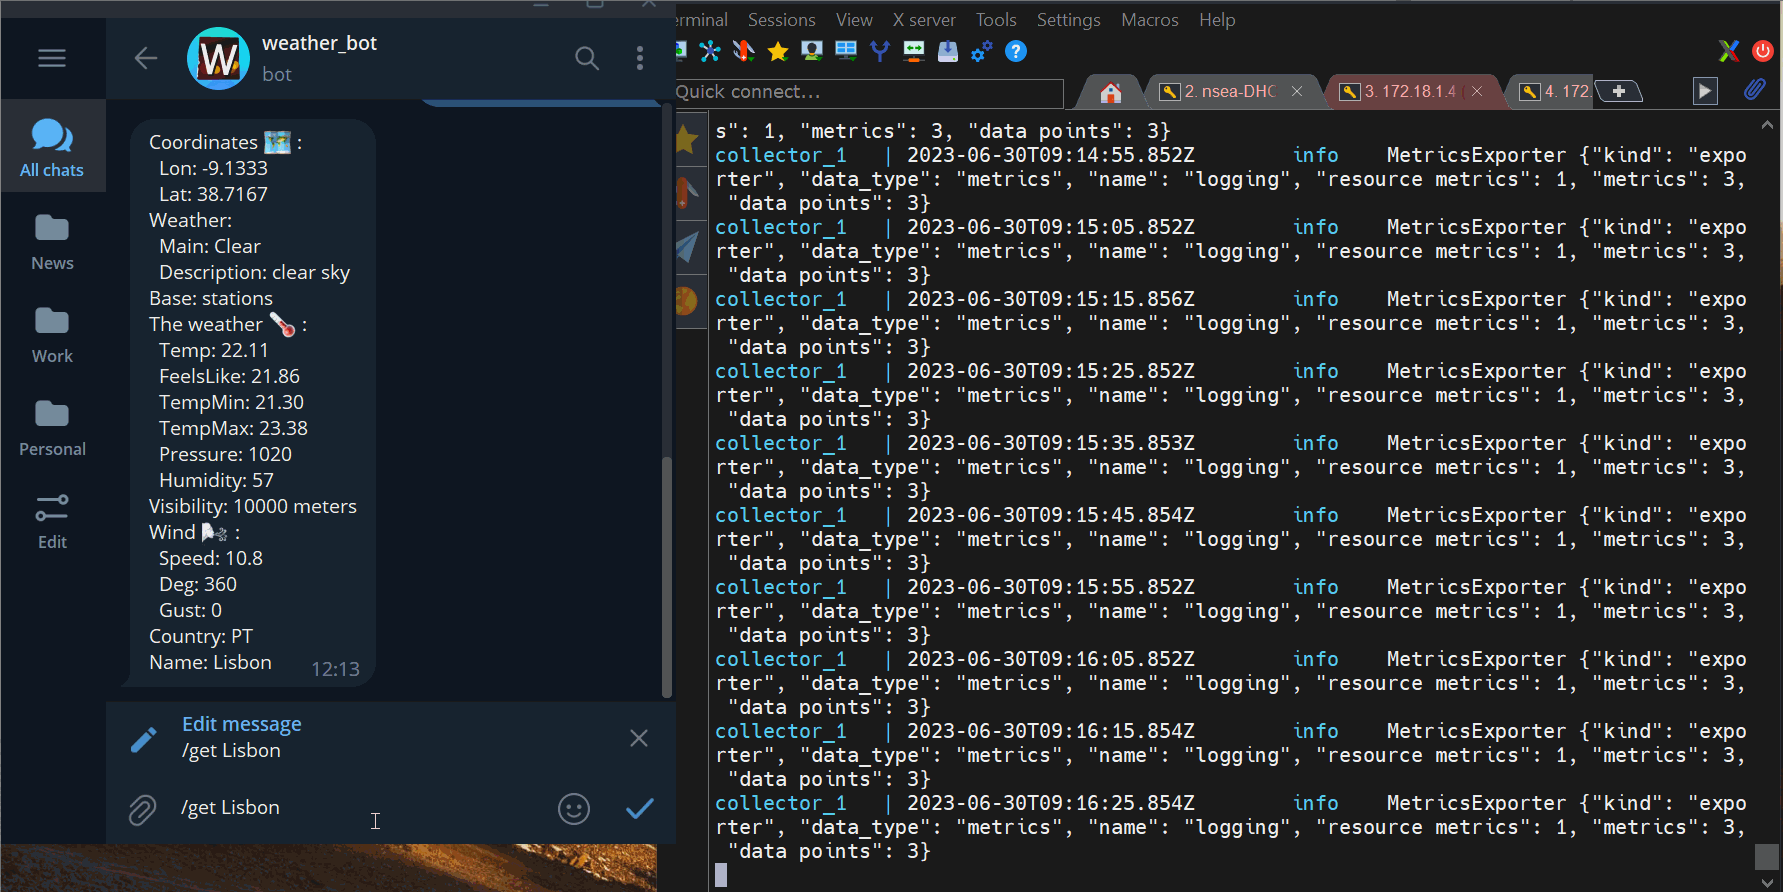 weather_bot
bot
All chats
News
Work
Personal
Edit
Coordinates :
Lon: -9.1333
Lat: 38.7167
Weather:
Main: Clear
Description: clear sky
Base: stations
The weather :
Temp: 22.11
FeelsLike: 21.86
TempMin: 21.30
TempMax: 23.38
Pressure: 1020
Humidity: 57
Visibility: 10000 meters
Wind :
Speed: 10.8
Deg: 360
Gust: 0
Country: PT
Name: Lisbon
12:13
Edit message
/get Lisbon
/get Lisbon
erminal Sessions View X server Tools Settings Macros Help
Quick connect...
2. nsea-DHC
3. 172.18.1.4
4. 172.
s": 1, "metrics": 3, "data points": 3}
collector_1 | 2023-06-30T09:14:55.852Z info MetricsExporter {"kind": "expo
rter", "data_type": "metrics", "name": "logging", "resource metrics": 1, "metrics": 3,
"data points": 3}
collector_1 | 2023-06-30T09:15:05.852Z info MetricsExporter {"kind": "expo
rter", "data_type": "metrics", "name": "logging", "resource metrics": 1, "metrics": 3,
"data points": 3}
collector_1 | 2023-06-30T09:15:15.856Z info MetricsExporter {"kind": "expo
rter", "data_type": "metrics", "name": "logging", "resource metrics": 1, "metrics": 3,
"data points": 3}
collector_1 | 2023-06-30T09:15:25.852Z info MetricsExporter {"kind": "expo
rter", "data_type": "metrics", "name": "logging", "resource metrics": 1, "metrics": 3,
"data points": 3}
collector_1 | 2023-06-30T09:15:35.853Z info MetricsExporter {"kind": "expo
rter", "data_type": "metrics", "name": "logging", "resource metrics": 1, "metrics": 3,
"data points": 3}
collector_1 | 2023-06-30T09:15:45.854Z info MetricsExporter {"kind": "expo
rter", "data_type": "metrics", "name": "logging", "resource metrics": 1, "metrics": 3,
"data points": 3}
collector_1 | 2023-06-30T09:15:55.852Z info MetricsExporter {"kind": "expo
rter", "data_type": "metrics", "name": "logging", "resource metrics": 1, "metrics": 3,
"data points": 3}
collector_1 | 2023-06-30T09:16:05.852Z info MetricsExporter {"kind": "expo
rter", "data_type": "metrics", "name": "logging", "resource metrics": 1, "metrics": 3,
"data points": 3}
collector_1 | 2023-06-30T09:16:15.854Z info MetricsExporter {"kind": "expo
rter", "data_type": "metrics", "name": "logging", "resource metrics": 1, "metrics": 3,
"data points": 3}
collector_1 | 2023-06-30T09:16:25.854Z info MetricsExporter {"kind": "expo
rter", "data_type": "metrics", "name": "logging", "resource metrics": 1, "metrics": 3,
"data points": 3}